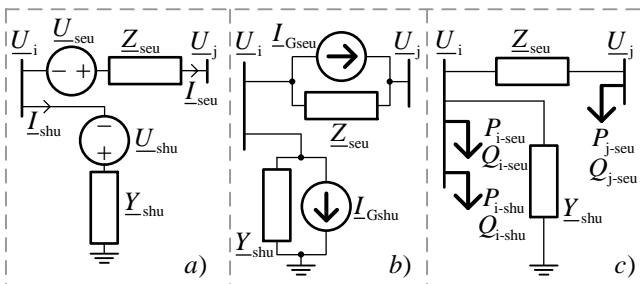 U_i
U_seu
Z_seu
U_j
− +
I_seu
I_shu
−
+
U_shu
Y_shu
a)
U_i
I_Gseu
U_j
Z_seu
Y_shu
I_Gshu
b)
U_i
Z_seu
U_j
P_i-seu
Q_i-seu
P_j-seu
Q_j-seu
P_i-shu
Q_i-shu
Y_shu
c)